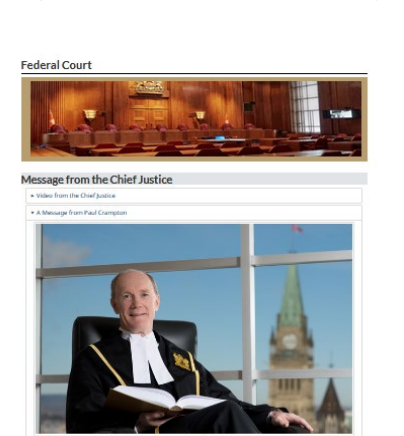 Federal Court
Message from the Chief Justice
▸ Video from the Chief Justice
▾ A Message from Paul Crampton